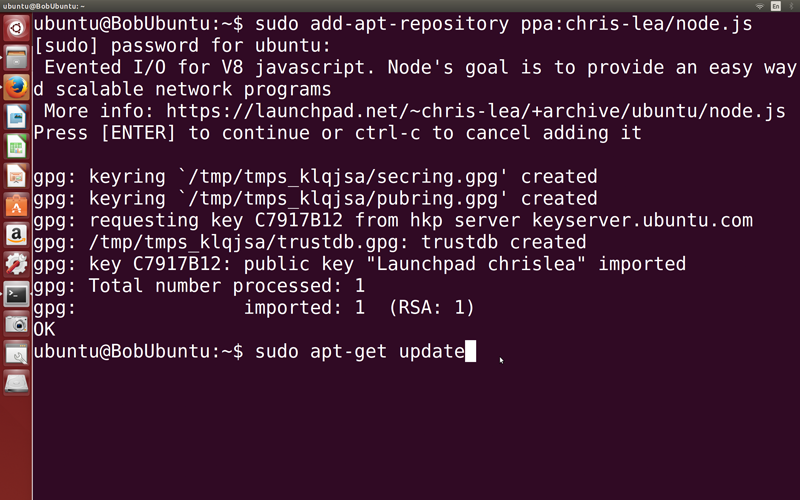 ubuntu@BobUbuntu: ~
En
ubuntu@BobUbuntu:~$ sudo add-apt-repository ppa:chris-lea/node.js
[sudo] password for ubuntu:
 Evented I/O for V8 javascript. Node's goal is to provide an easy way
d scalable network programs
 More info: https://launchpad.net/~chris-lea/+archive/ubuntu/node.js
Press [ENTER] to continue or ctrl-c to cancel adding it
gpg: keyring `/tmp/tmps_klqjsa/secring.gpg' created
gpg: keyring `/tmp/tmps_klqjsa/pubring.gpg' created
gpg: requesting key C7917B12 from hkp server keyserver.ubuntu.com
gpg: /tmp/tmps_klqjsa/trustdb.gpg: trustdb created
gpg: key C7917B12: public key "Launchpad chrislea" imported
gpg: Total number processed: 1
gpg:               imported: 1  (RSA: 1)
OK
ubuntu@BobUbuntu:~$ sudo apt-get update